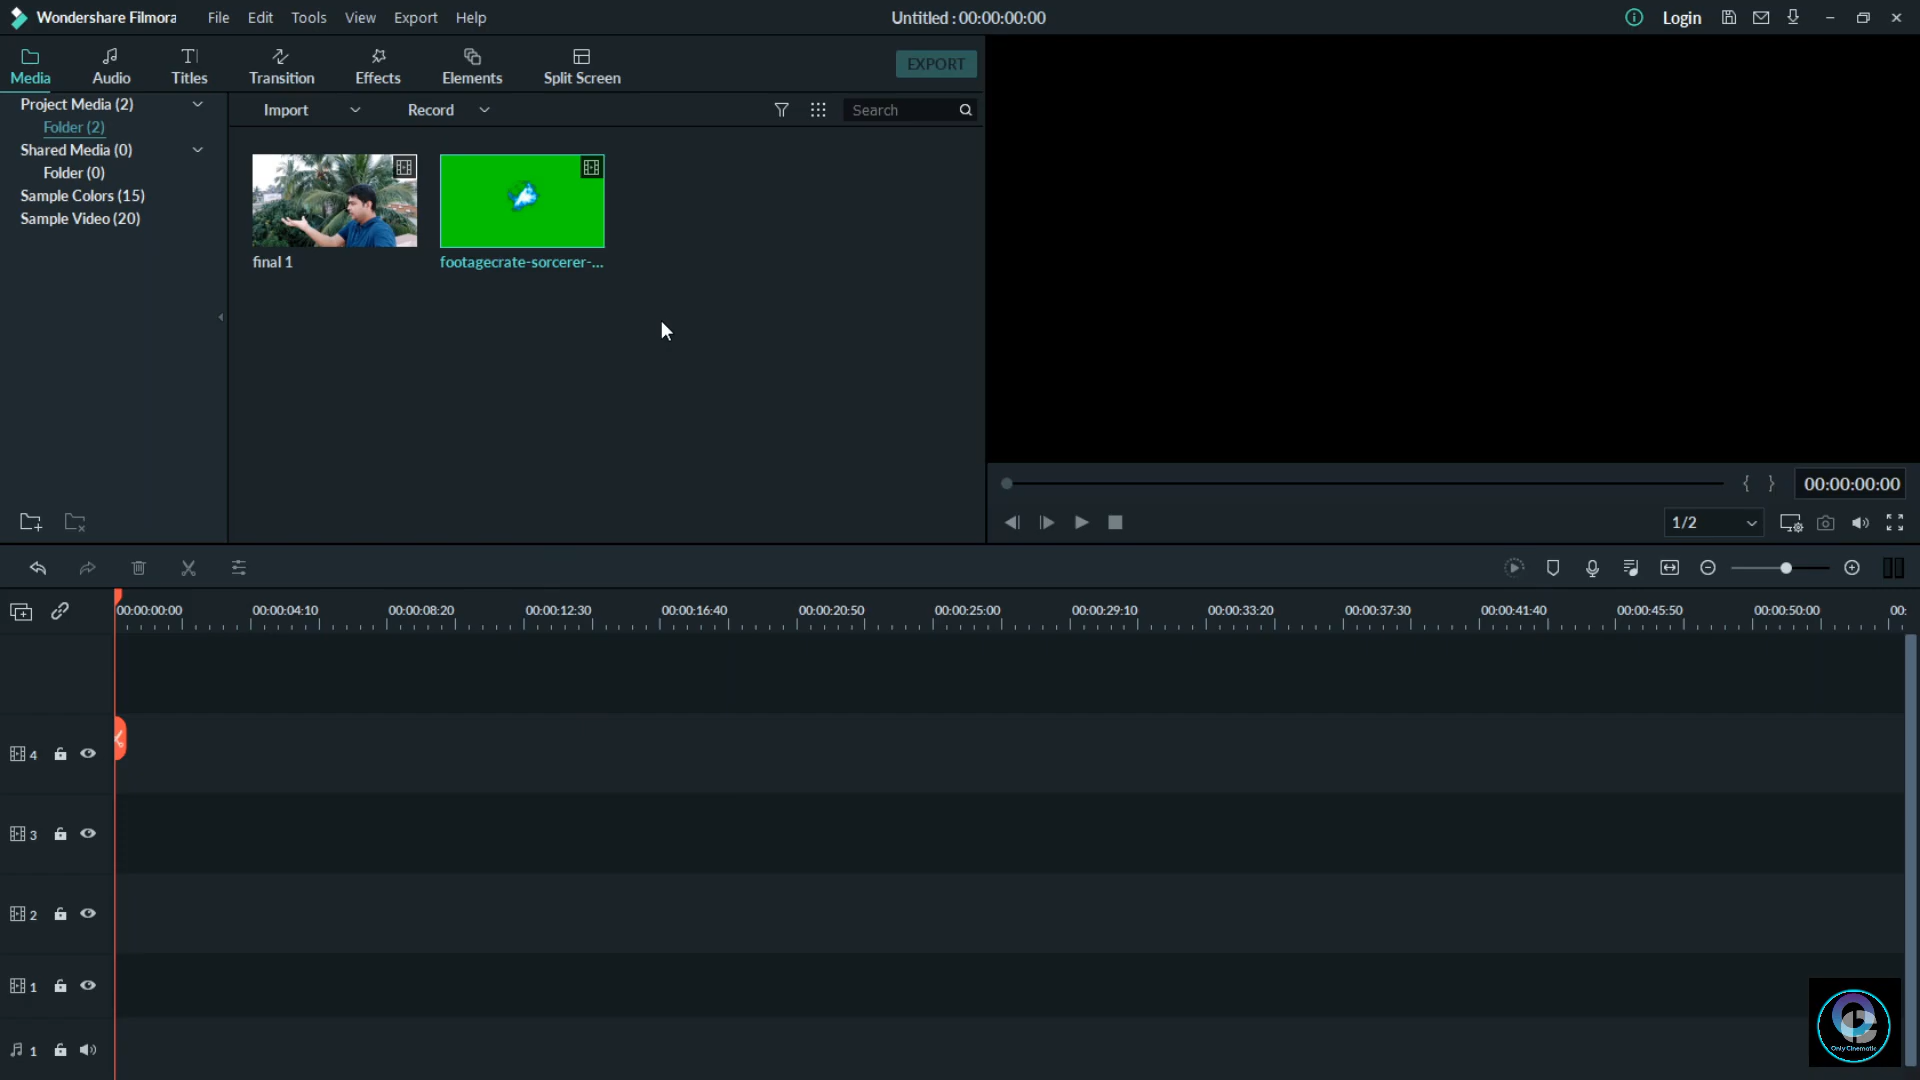 Wondershare Filmora File Edit Tools View Export Help
Untitled : 00:00:00:00
Login
Media Audio Titles Transition Effects Elements Split Screen
EXPORT
Project Media (2)
Folder (2)
Shared Media (0)
Folder (0)
Sample Colors (15)
Sample Video (20)
Import Record Search
final 1 footagecrate-sorcerer-...
00:00:00:00
1/2
00:00:00:00 00:00:04:10 00:00:08:20 00:00:12:30 00:00:16:40 00:00:20:50 00:00:25:00 00:00:29:10 00:00:33:20 00:00:37:30 00:00:41:40 00:00:45:50 00:00:50:00 00:
4
3
2
1
1
Only Cinematic